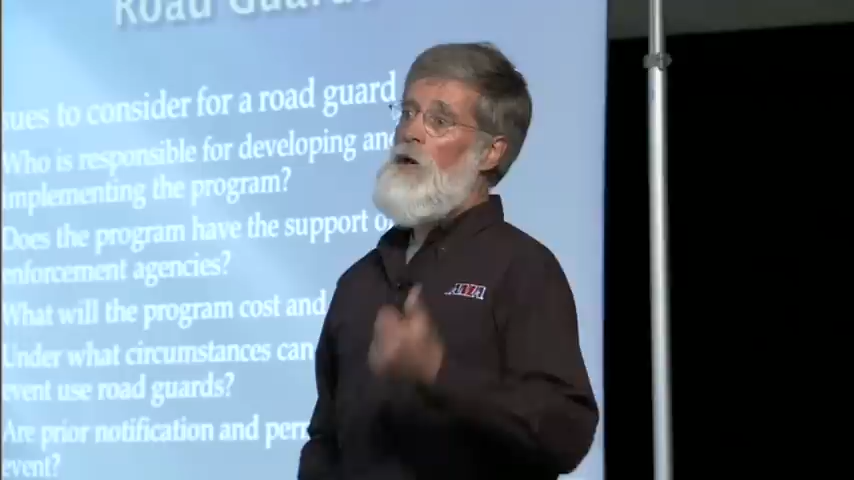 Road Guards
sues to consider for a road guard
Who is responsible for developing and
implementing the program?
Does the program have the support o
enforcement agencies?
What will the program cost and
Under what circumstances can
event use road guards?
Are prior notification and perm
event?
AMA